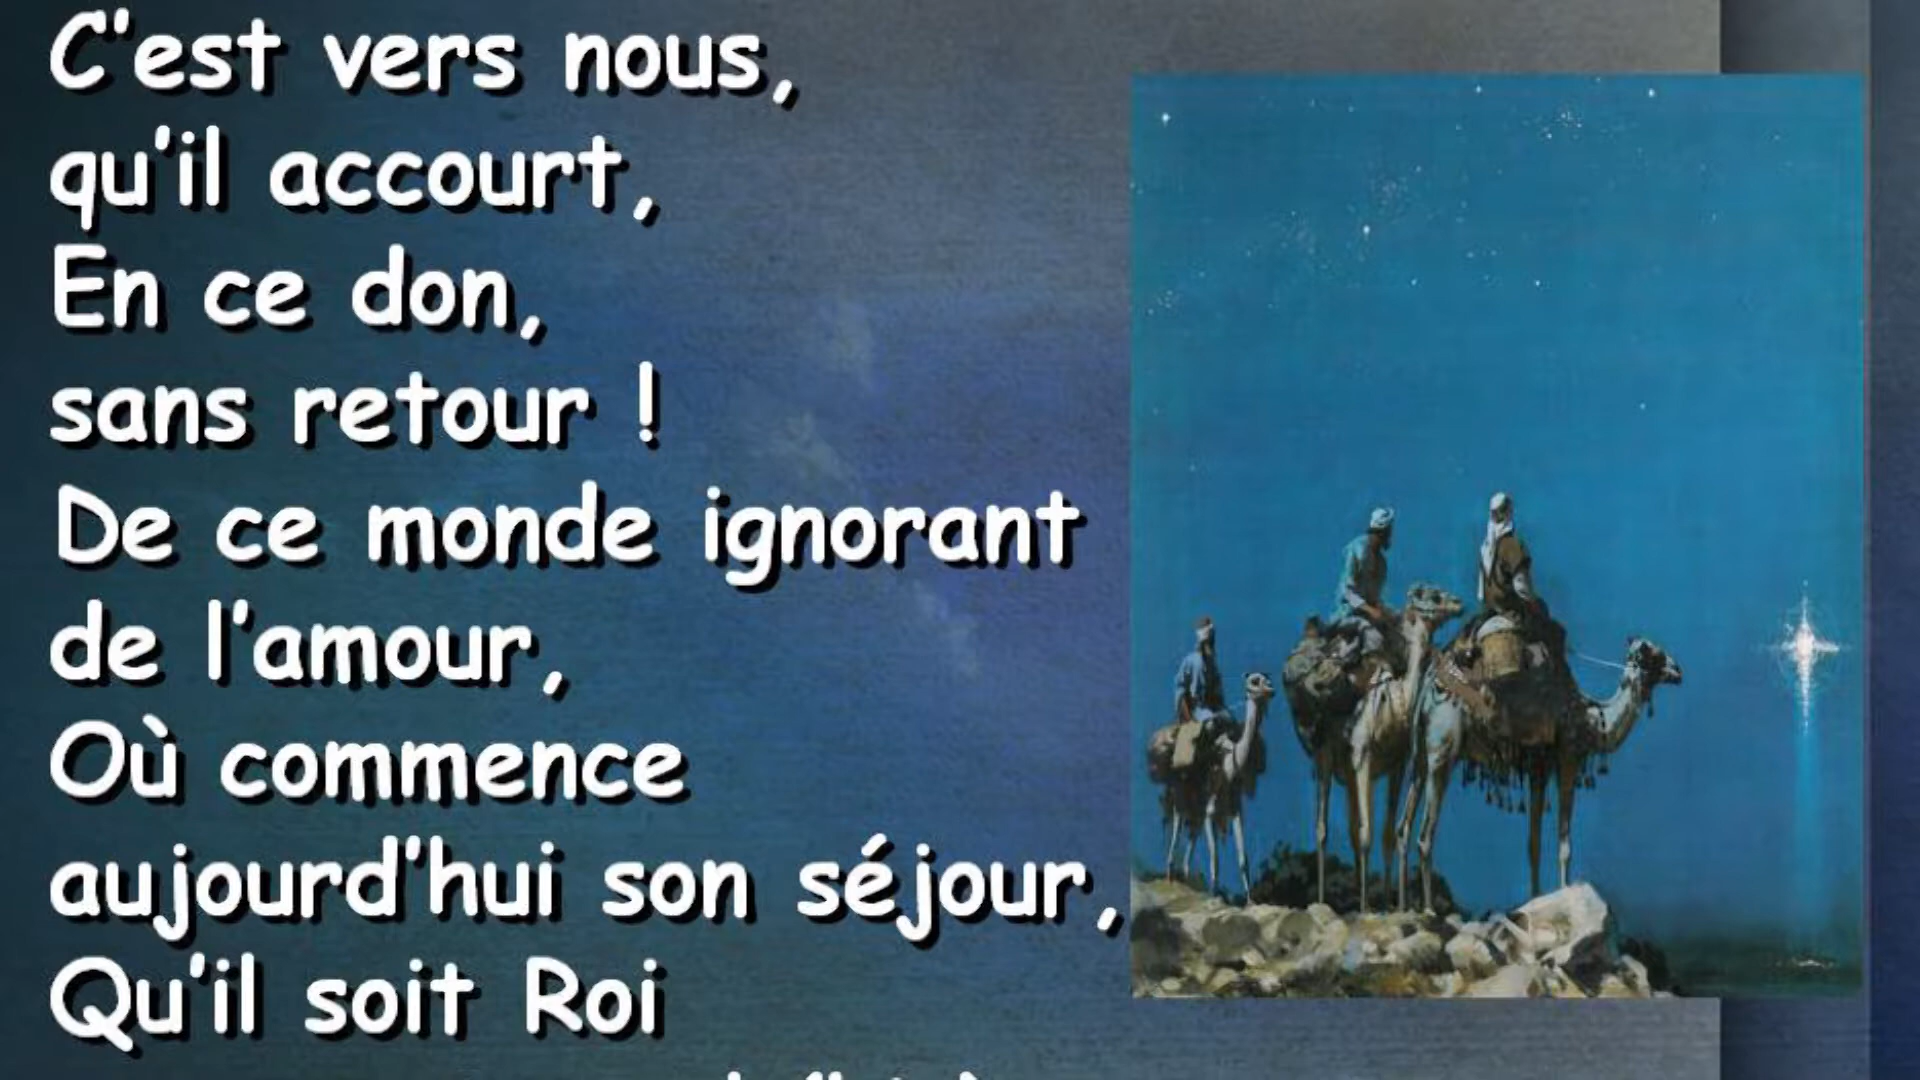 C'est vers nous,
qu'il accourt,
En ce don,
sans retour !
De ce monde ignorant
de l'amour,
Où commence
aujourd'hui son séjour,
Qu'il soit Roi